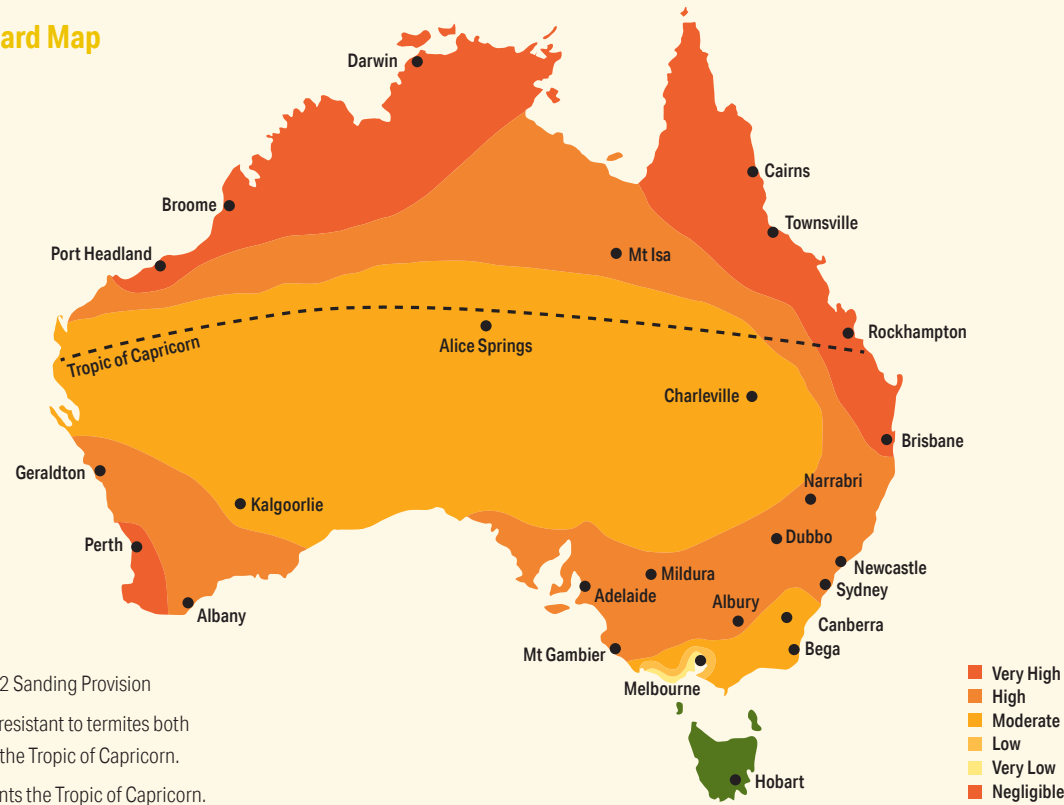 ard Map
Darwin
Cairns
Broome
Townsville
Port Headland
Mt Isa
Rockhampton
Tropic of Capricorn
Alice Springs
Charleville
Brisbane
Geraldton
Narrabri
Kalgoorlie
Dubbo
Perth
Newcastle
Mildura
Sydney
Adelaide
Albury
Albany
Canberra
Mt Gambier
Bega
Melbourne
Hobart
2 Sanding Provision
resistant to termites both
the Tropic of Capricorn.
nts the Tropic of Capricorn.
Very High
High
Moderate
Low
Very Low
Negligible